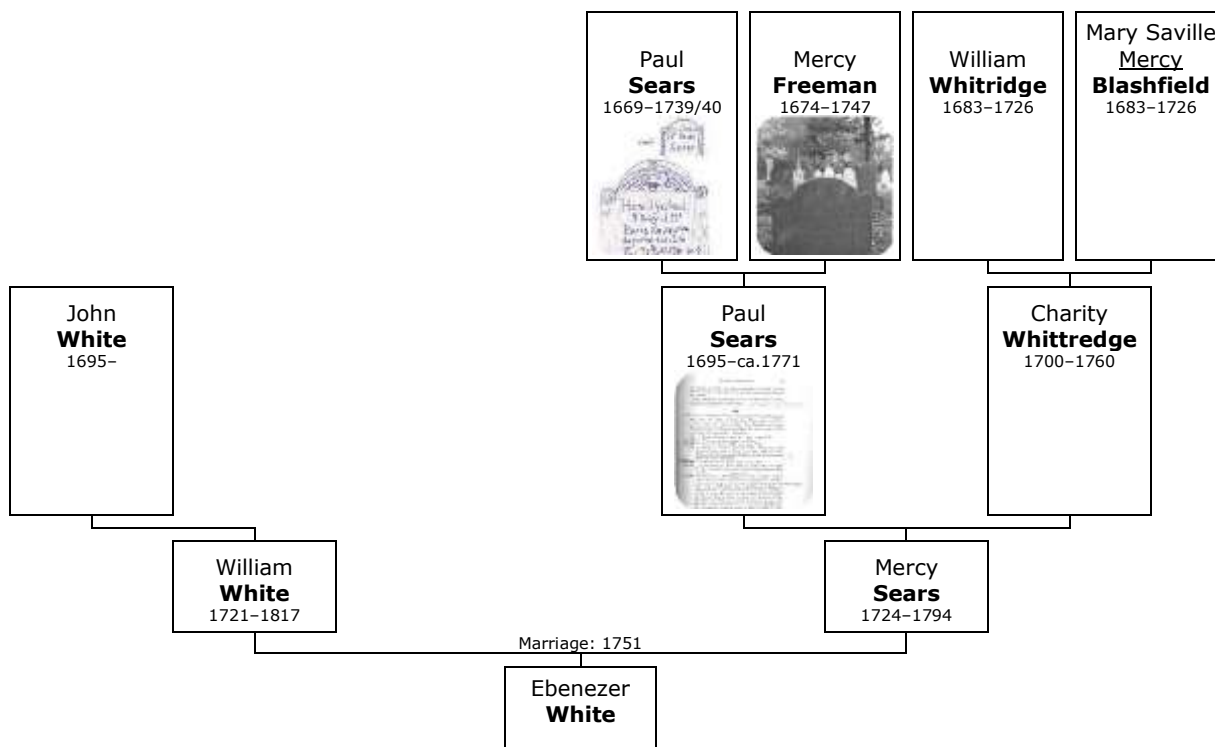 Paul
Sears
1669–1739/40
Mercy
Freeman
1674–1747
William
Whitridge
1683–1726
Mary Saville
Mercy
Blashfield
1683–1726
John
White
1695–
Paul
Sears
1695–ca.1771
Charity
Whittredge
1700–1760
William
White
1721–1817
Mercy
Sears
1724–1794
Marriage: 1751
Ebenezer
White